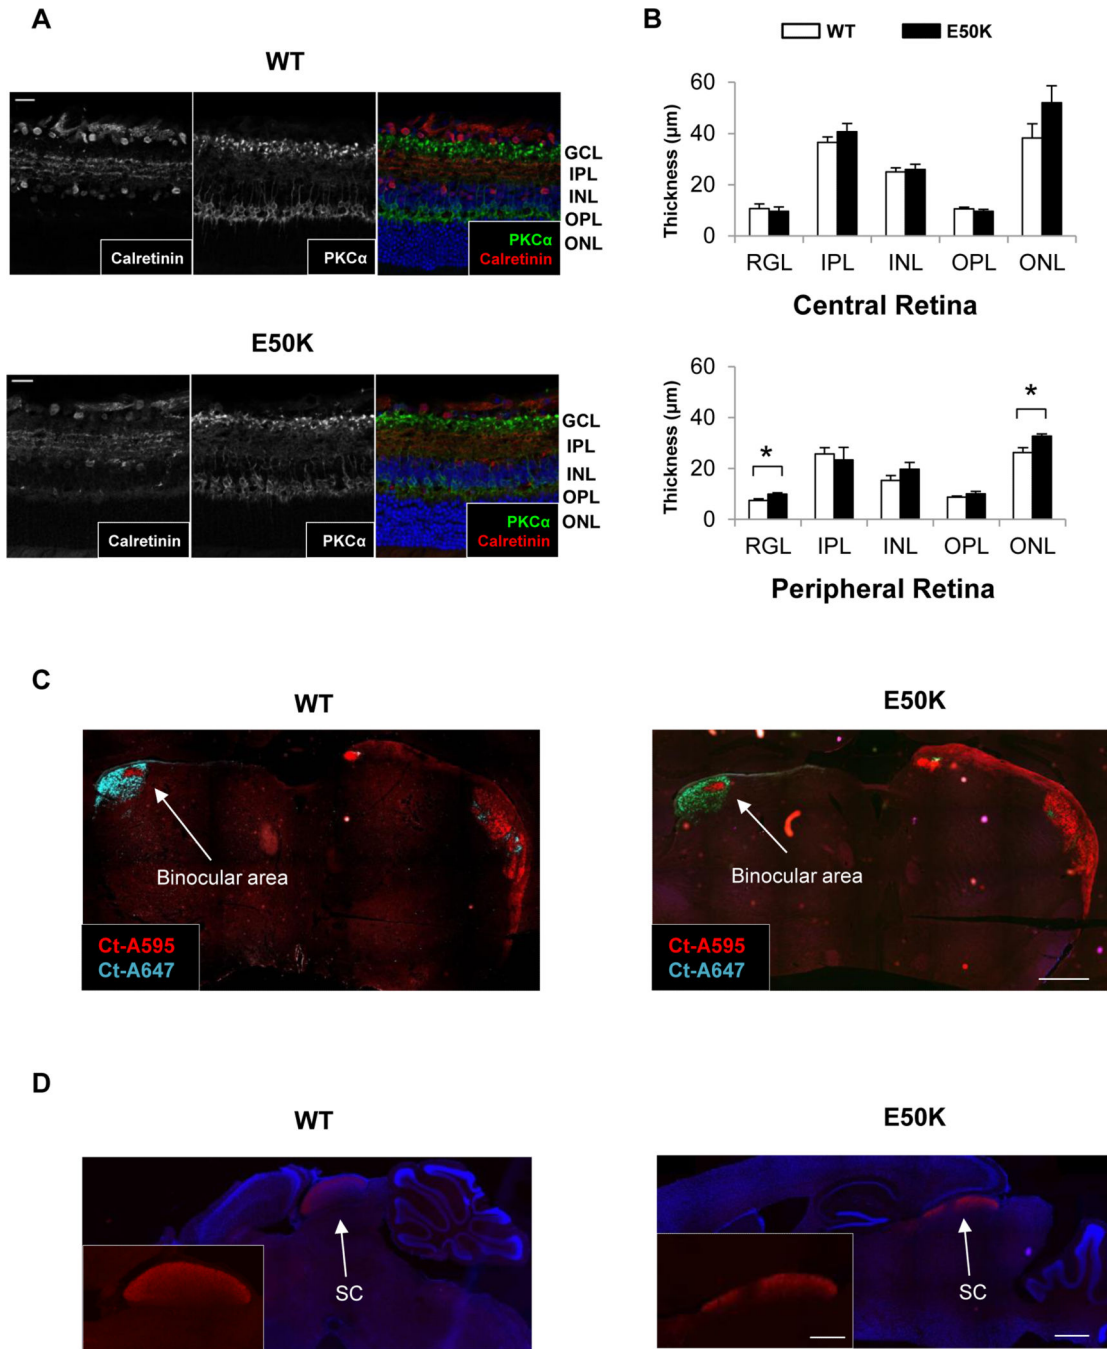 A
WT
GCL
IPL
INL
OPL
ONL
Calretinin
PKCα
PKCα
Calretinin
E50K
GCL
IPL
INL
OPL
ONL
Calretinin
PKCα
PKCα
Calretinin
B
WT E50K
Thickness (µm)
60
40
20
0
RGL IPL INL OPL ONL
Central Retina
Thickness (µm)
60
40
20
0
* *
RGL IPL INL OPL ONL
Peripheral Retina
C
WT
Binocular area
Ct-A595
Ct-A647
E50K
Binocular area
Ct-A595
Ct-A647
D
WT
SC
E50K
SC